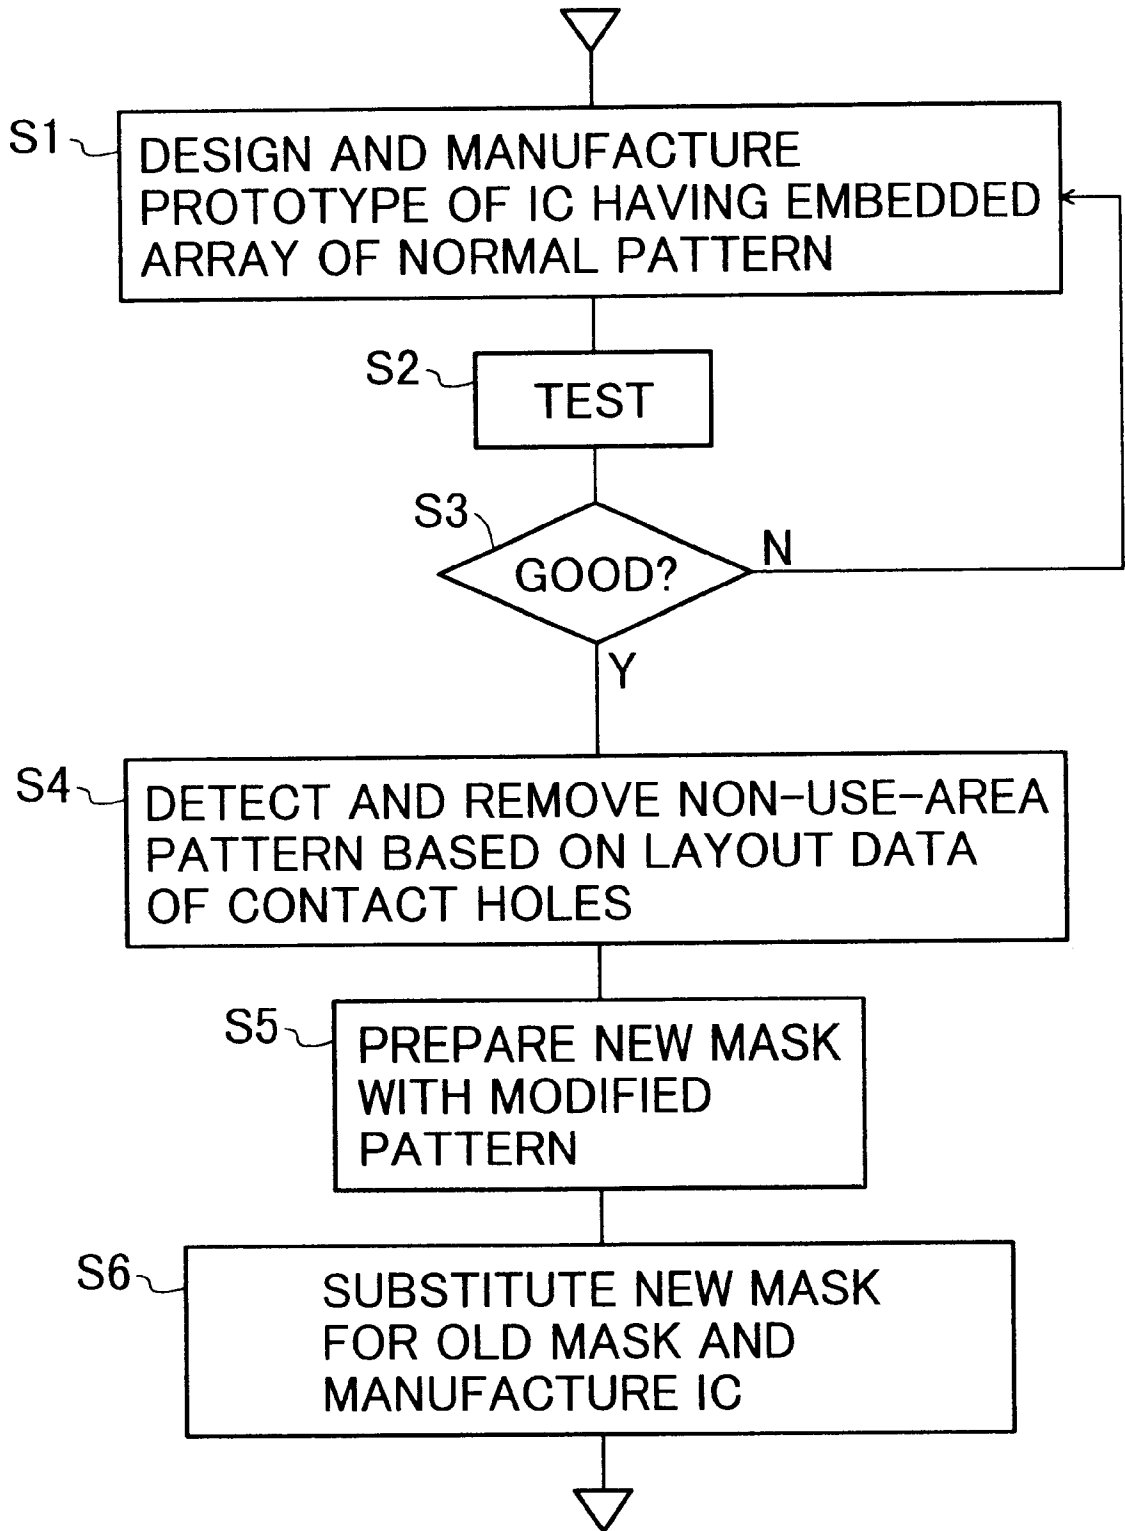 S1
DESIGN AND MANUFACTURE
PROTOTYPE OF IC HAVING EMBEDDED
ARRAY OF NORMAL PATTERN
S2
TEST
S3
GOOD?
N
Y
S4
DETECT AND REMOVE NON-USE-AREA
PATTERN BASED ON LAYOUT DATA
OF CONTACT HOLES
S5
PREPARE NEW MASK
WITH MODIFIED
PATTERN
S6
SUBSTITUTE NEW MASK
FOR OLD MASK AND
MANUFACTURE IC